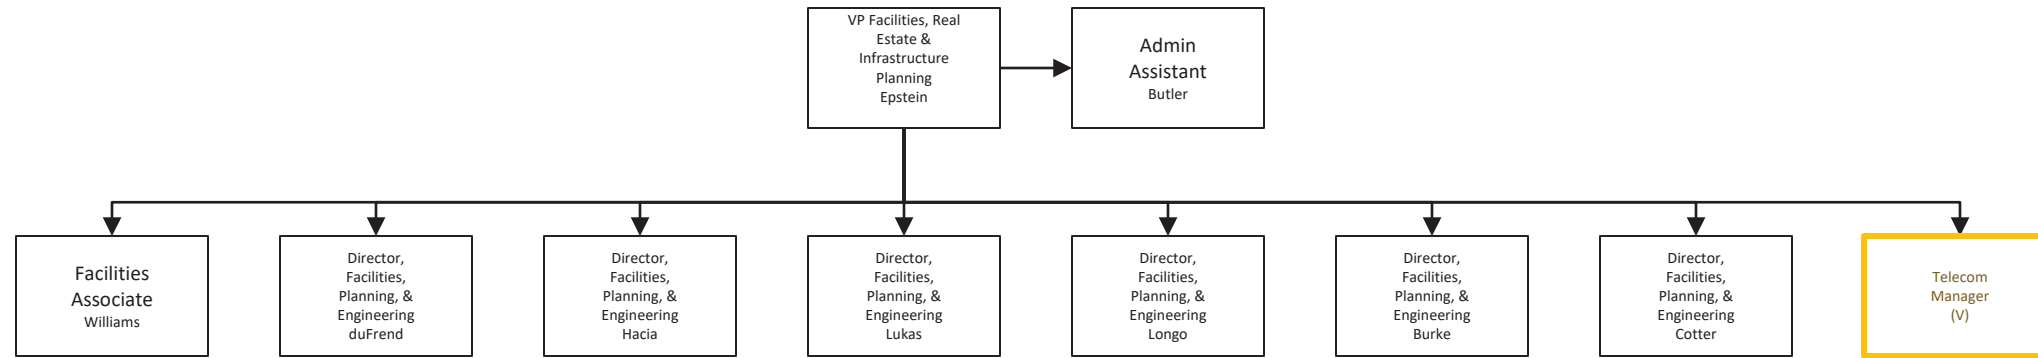 VP Facilities, Real
Estate &
Infrastructure
Planning
Epstein
Admin
Assistant
Butler
Facilities
Associate
Williams
Director,
Facilities,
Planning, &
Engineering
duFrend
Director,
Facilities,
Planning, &
Engineering
Hacia
Director,
Facilities,
Planning, &
Engineering
Lukas
Director,
Facilities,
Planning, &
Engineering
Longo
Director,
Facilities,
Planning, &
Engineering
Burke
Director,
Facilities,
Planning, &
Engineering
Cotter
Telecom
Manager
(V)